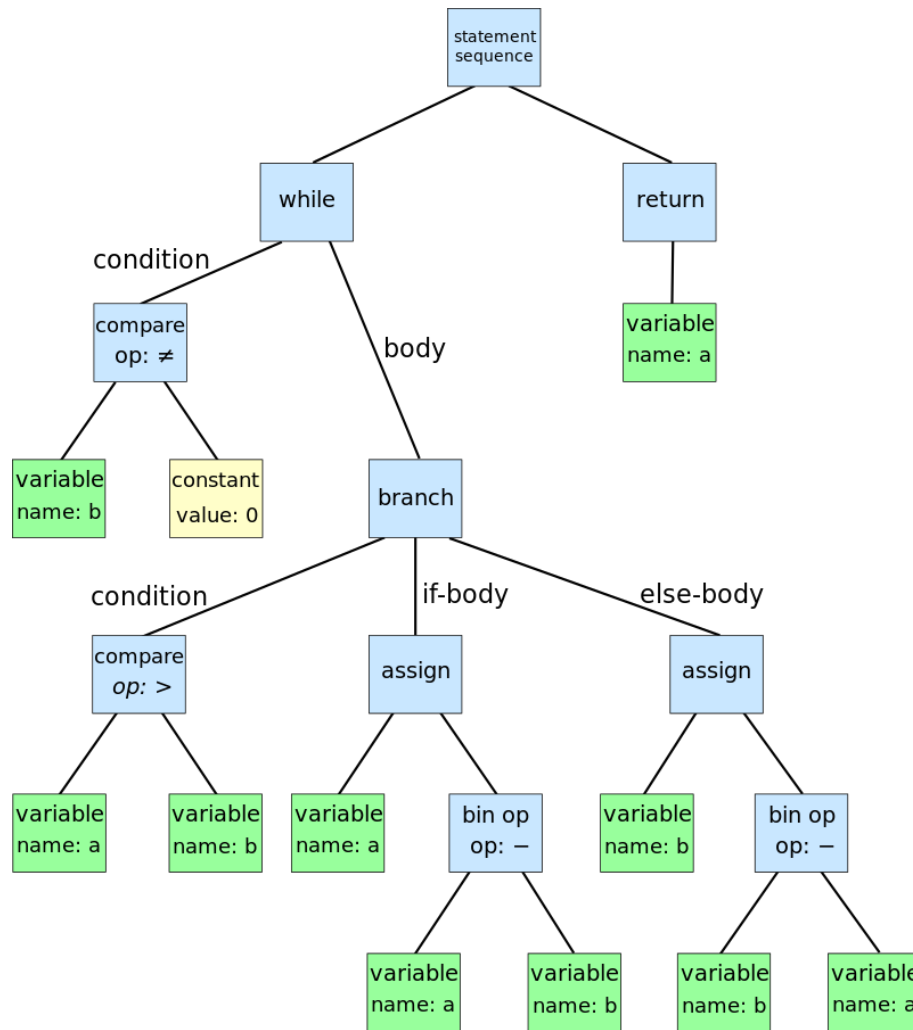 statement
sequence
while
return
condition
compare
op: ≠
body
variable
name: a
variable
name: b
constant
value: 0
branch
condition
if-body
else-body
compare
op: >
assign
assign
variable
name: a
variable
name: b
variable
name: a
bin op
op: −
variable
name: b
bin op
op: −
variable
name: a
variable
name: b
variable
name: b
variable
name: a